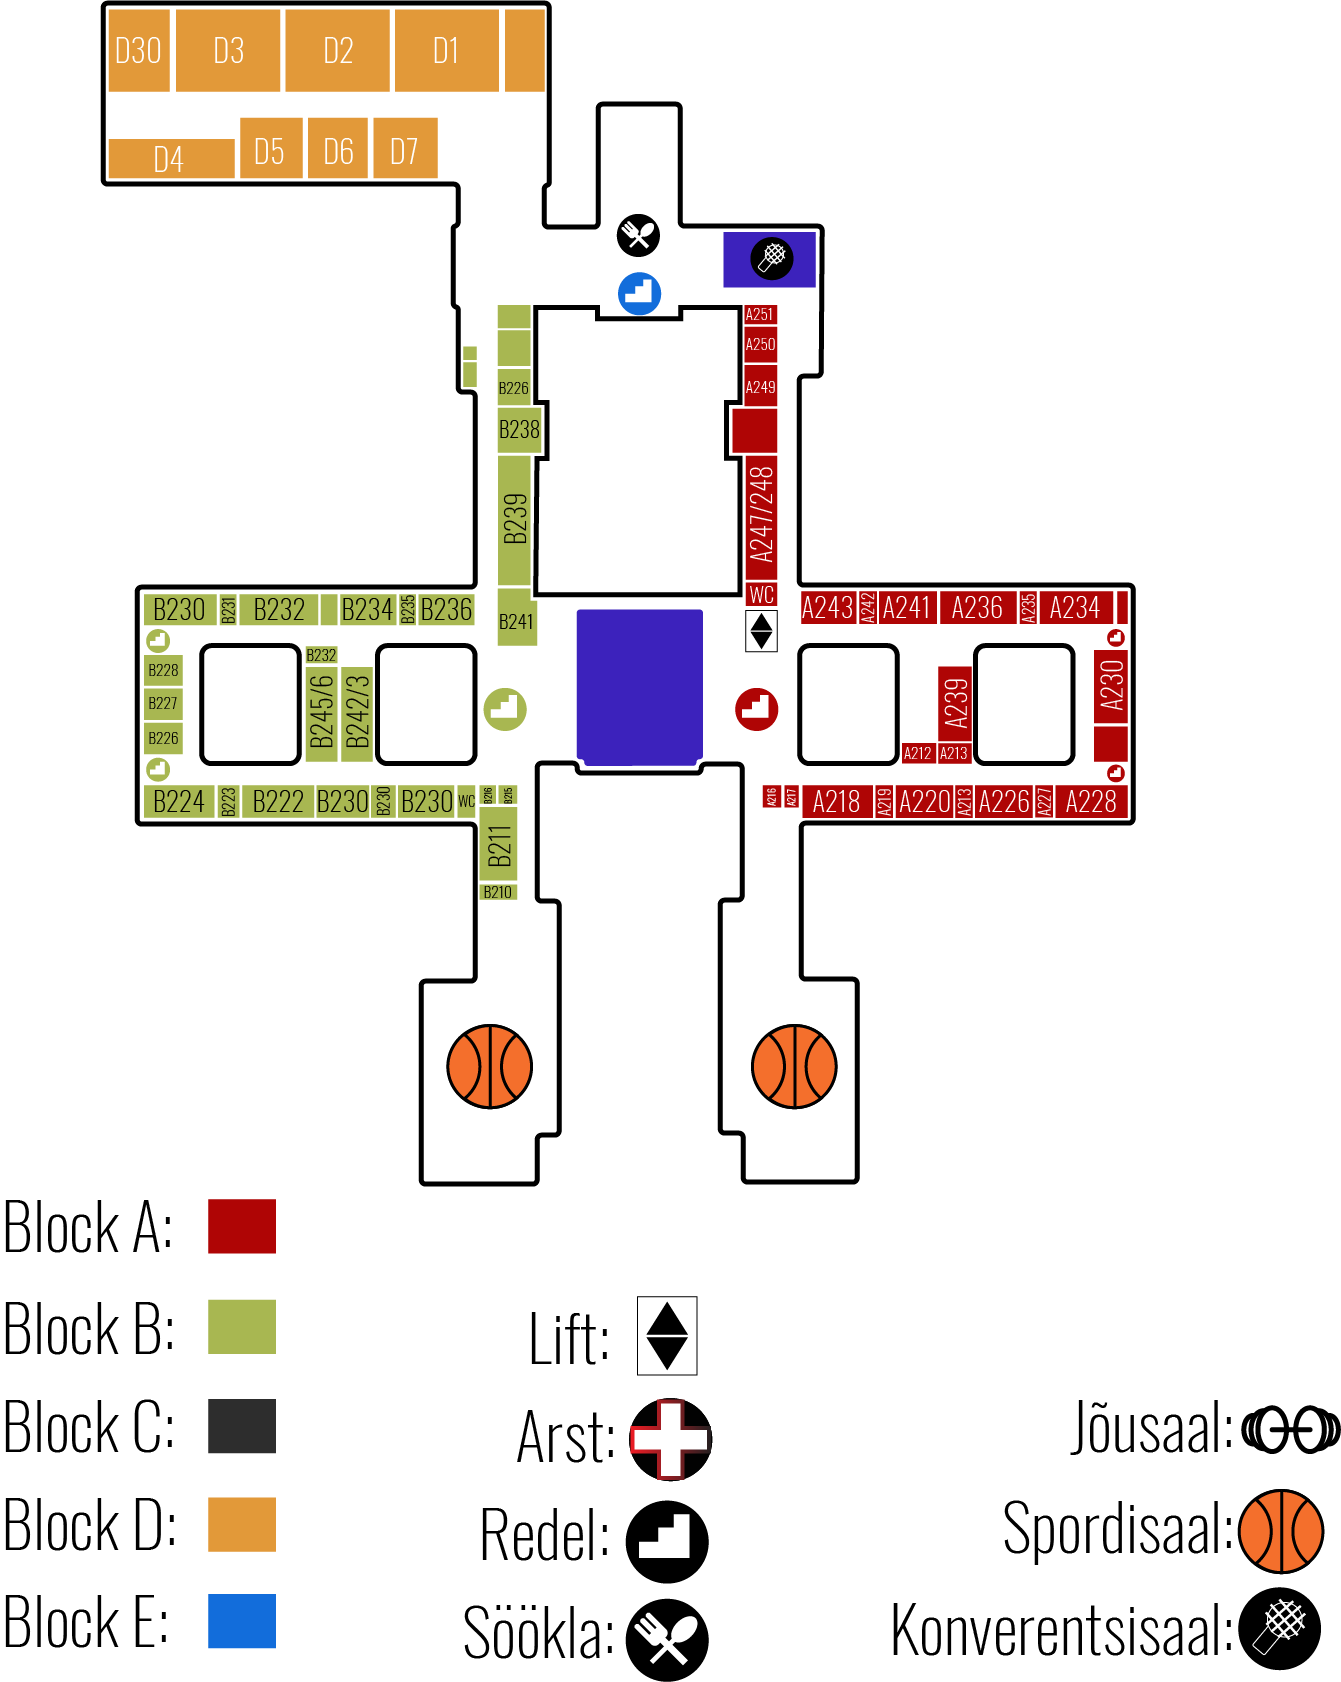 D30 D3 D2 D1
D4 D5 D6 D7
A251
A250
B226 A249
B238
B239 A247/248
WC
B230 B231 B232 B234 B235 B236 B241 A243 A242 A241 A236 A235 A234
B232
B228
B227
B226
B245/6 B242/3 A239 A230
A212 A213
B224 B223 B222 B230 B230 B230 WC B216 B215 A216 A217 A218 A219 A220 A213 A226 A227 A228
B211
B210
Block A:
Block B:
Block C:
Block D:
Block E:
Lift:
Arst:
Redel:
Söökla:
Jõusaal:
Spordisaal:
Konverentsisaal: